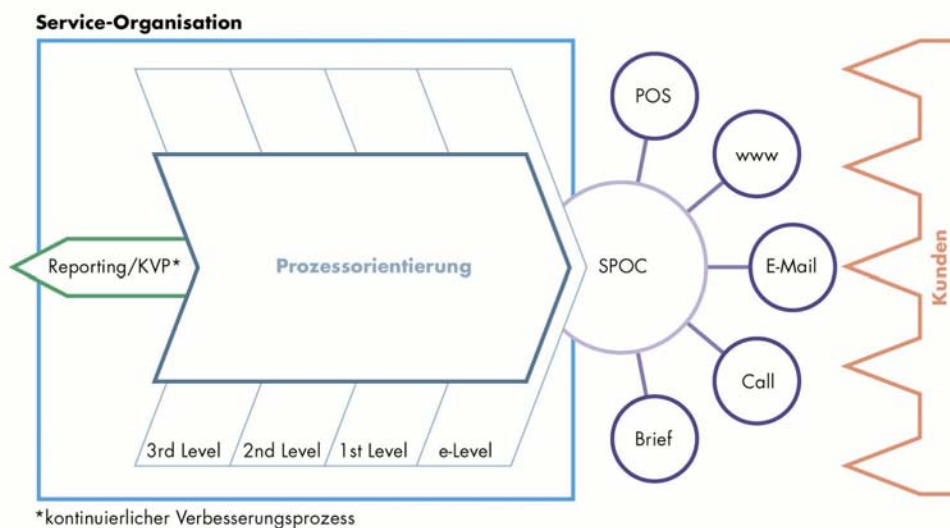 Service-Organisation
POS
www
Reporting/KVP*
Prozessorientierung
SPOC
E-Mail
Kunden
Call
Brief
3rd Level
2nd Level
1st Level
e-Level
*kontinuierlicher Verbesserungsprozess